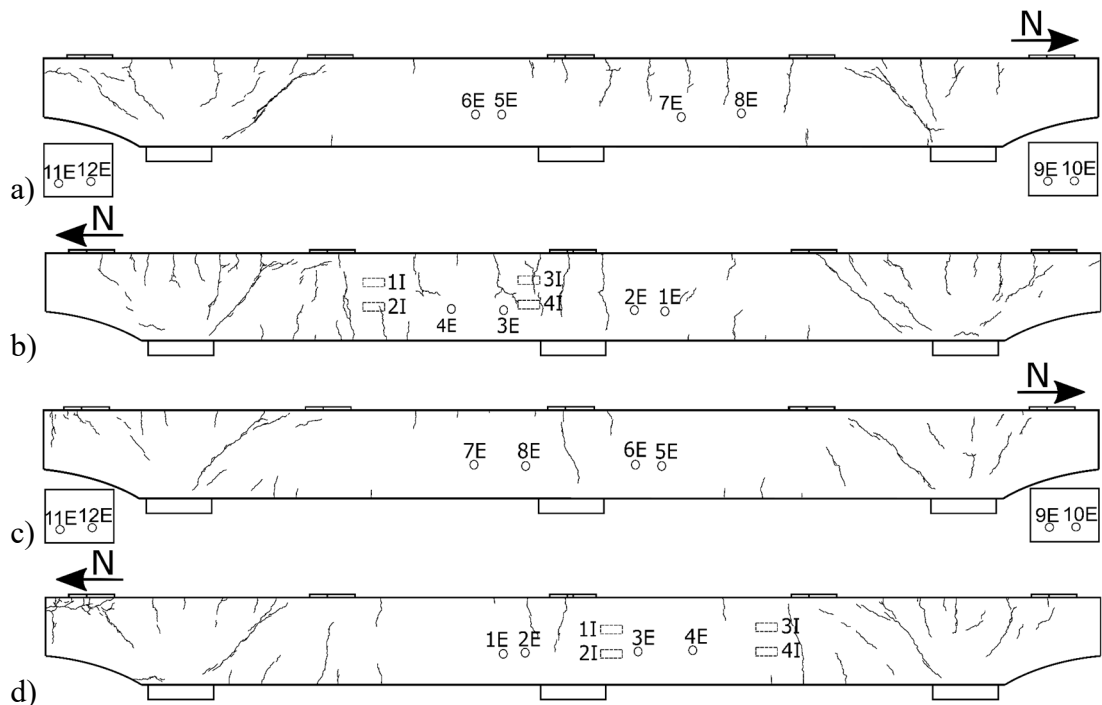 N
6E 5E 7E 8E
11E 12E 9E 10E
a)
N
1I 3I
2I 4I 2E 1E
4E 3E
b)
N
7E 8E 6E 5E
11E 12E 9E 10E
c)
N
1I 3I
1E 2E 3E 4E
2I 4I
d)